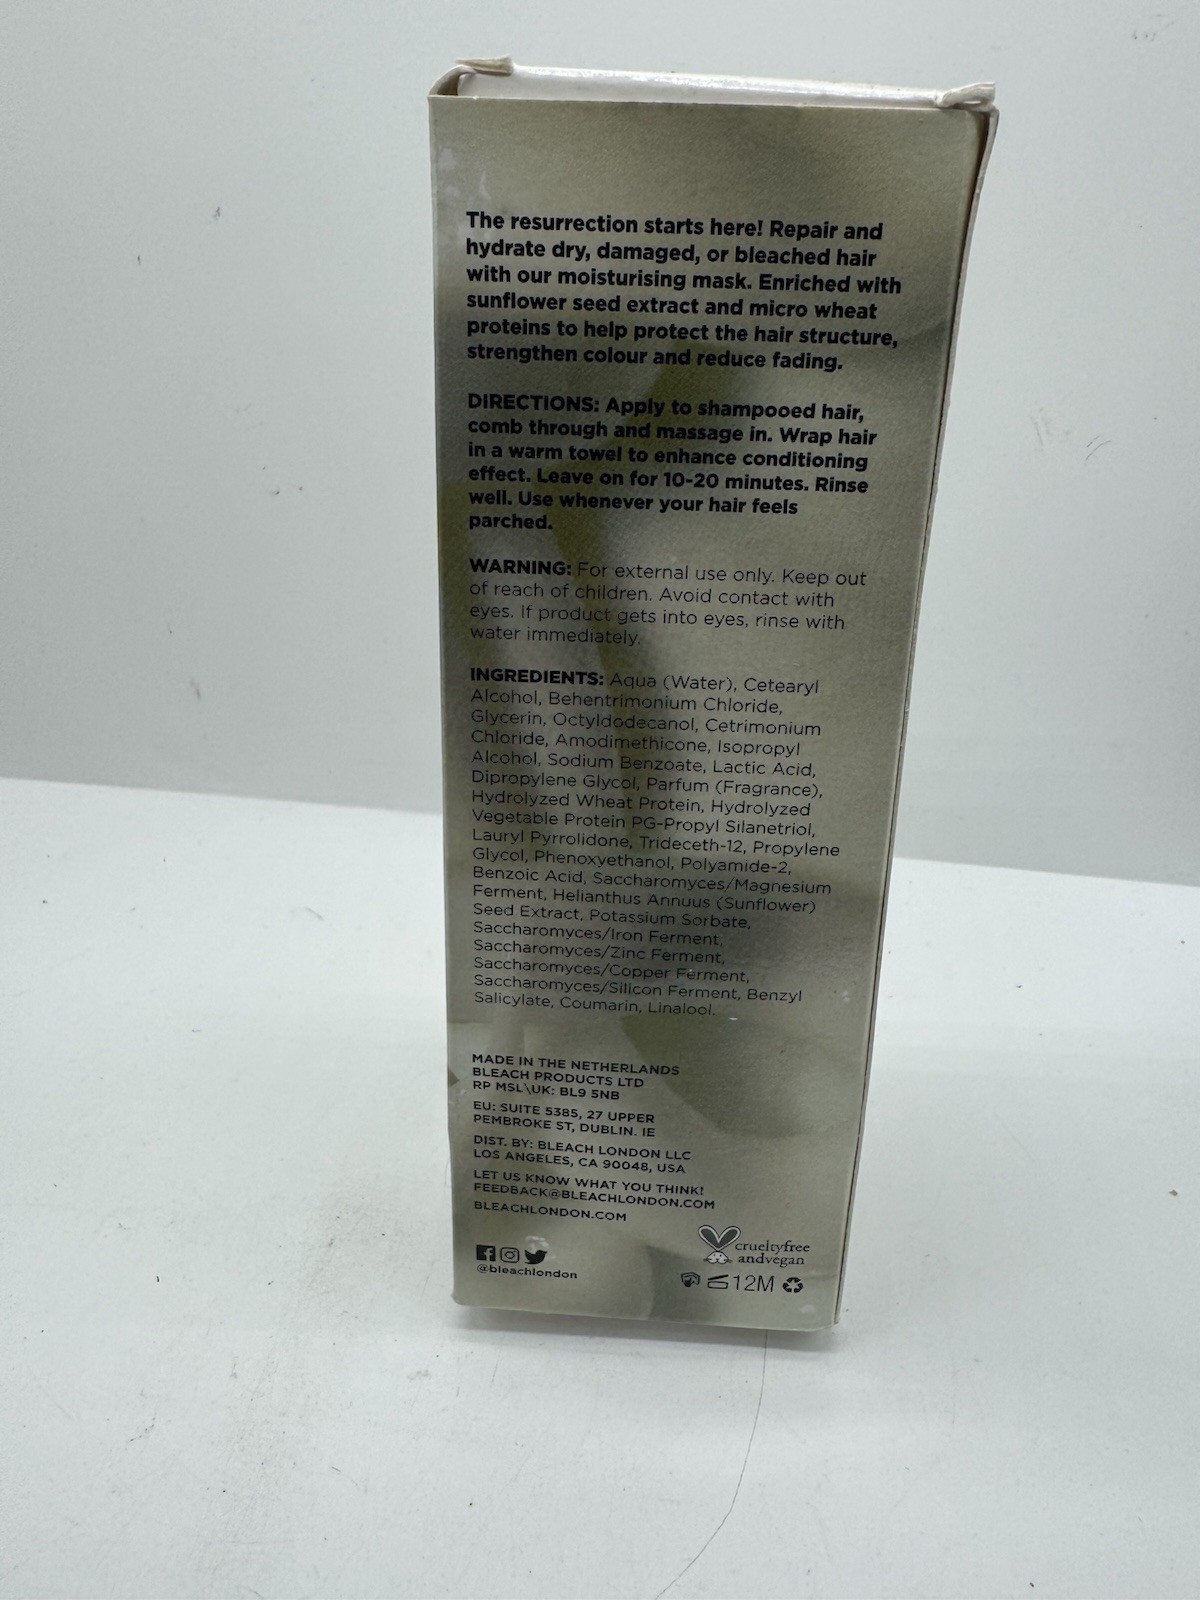 The resurrection starts here! Repair and
hydrate dry, damaged, or bleached hair
with our moisturising mask. Enriched with
sunflower seed extract and micro wheat
proteins to help protect the hair structure,
strengthen colour and reduce fading.
DIRECTIONS: Apply to shampooed hair,
comb through and massage in. Wrap hair
in a warm towel to enhance conditioning
effect. Leave on for 10-20 minutes. Rinse
well. Use whenever your hair feels
parched.
WARNING: For external use only. Keep out
of reach of children. Avoid contact with
eyes. If product gets into eyes, rinse with
water immediately.
INGREDIENTS: Aqua (Water), Cetearyl
Alcohol, Behentrimonium Chloride,
Glycerin, Octyldodecanol, Cetrimonium
Chloride, Amodimethicone, Isopropyl
Alcohol, Sodium Benzoate, Lactic Acid,
Dipropylene Glycol, Parfum (Fragrance),
Hydrolyzed Wheat Protein, Hydrolyzed
Vegetable Protein PG-Propyl Silanetriol,
Lauryl Pyrrolidone, Trideceth-12, Propylene
Glycol, Phenoxyethanol, Polyamide-2,
Benzoic Acid, Saccharomyces/Magnesium
Ferment, Helianthus Annuus (Sunflower)
Seed Extract, Potassium Sorbate,
Saccharomyces/Iron Ferment,
Saccharomyces/Zinc Ferment,
Saccharomyces/Copper Ferment,
Saccharomyces/Silicon Ferment, Benzyl
Salicylate, Coumarin, Linalool.
MADE IN THE NETHERLANDS
BLEACH PRODUCTS LTD
RP MSL\UK: BL9 5NB
EU: SUITE 5385, 27 UPPER
PEMBROKE ST, DUBLIN. IE
DIST. BY: BLEACH LONDON LLC
LOS ANGELES, CA 90048, USA
LET US KNOW WHAT YOU THINK!
FEEDBACK@BLEACHLONDON.COM
BLEACHLONDON.COM
@bleachlondon
crueltyfree
andvegan
12M